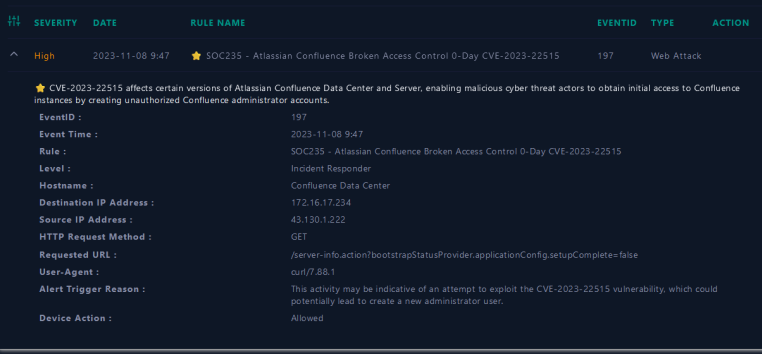 SEVERITY DATE RULE NAME EVENTID TYPE ACTION
High 2023-11-08 9:47 ⭐ SOC235 - Atlassian Confluence Broken Access Control 0-Day CVE-2023-22515 197 Web Attack
⭐ CVE-2023-22515 affects certain versions of Atlassian Confluence Data Center and Server, enabling malicious cyber threat actors to obtain initial access to Confluence
instances by creating unauthorized Confluence administrator accounts.
EventID : 197
Event Time : 2023-11-08 9:47
Rule : SOC235 - Atlassian Confluence Broken Access Control 0-Day CVE-2023-22515
Level : Incident Responder
Hostname : Confluence Data Center
Destination IP Address : 172.16.17.234
Source IP Address : 43.130.1.222
HTTP Request Method : GET
Requested URL : /server-info.action?bootstrapStatusProvider.applicationConfig.setupComplete=false
User-Agent : curl/7.88.1
Alert Trigger Reason : This activity may be indicative of an attempt to exploit the CVE-2023-22515 vulnerability, which could
potentially lead to create a new administrator user.
Device Action : Allowed